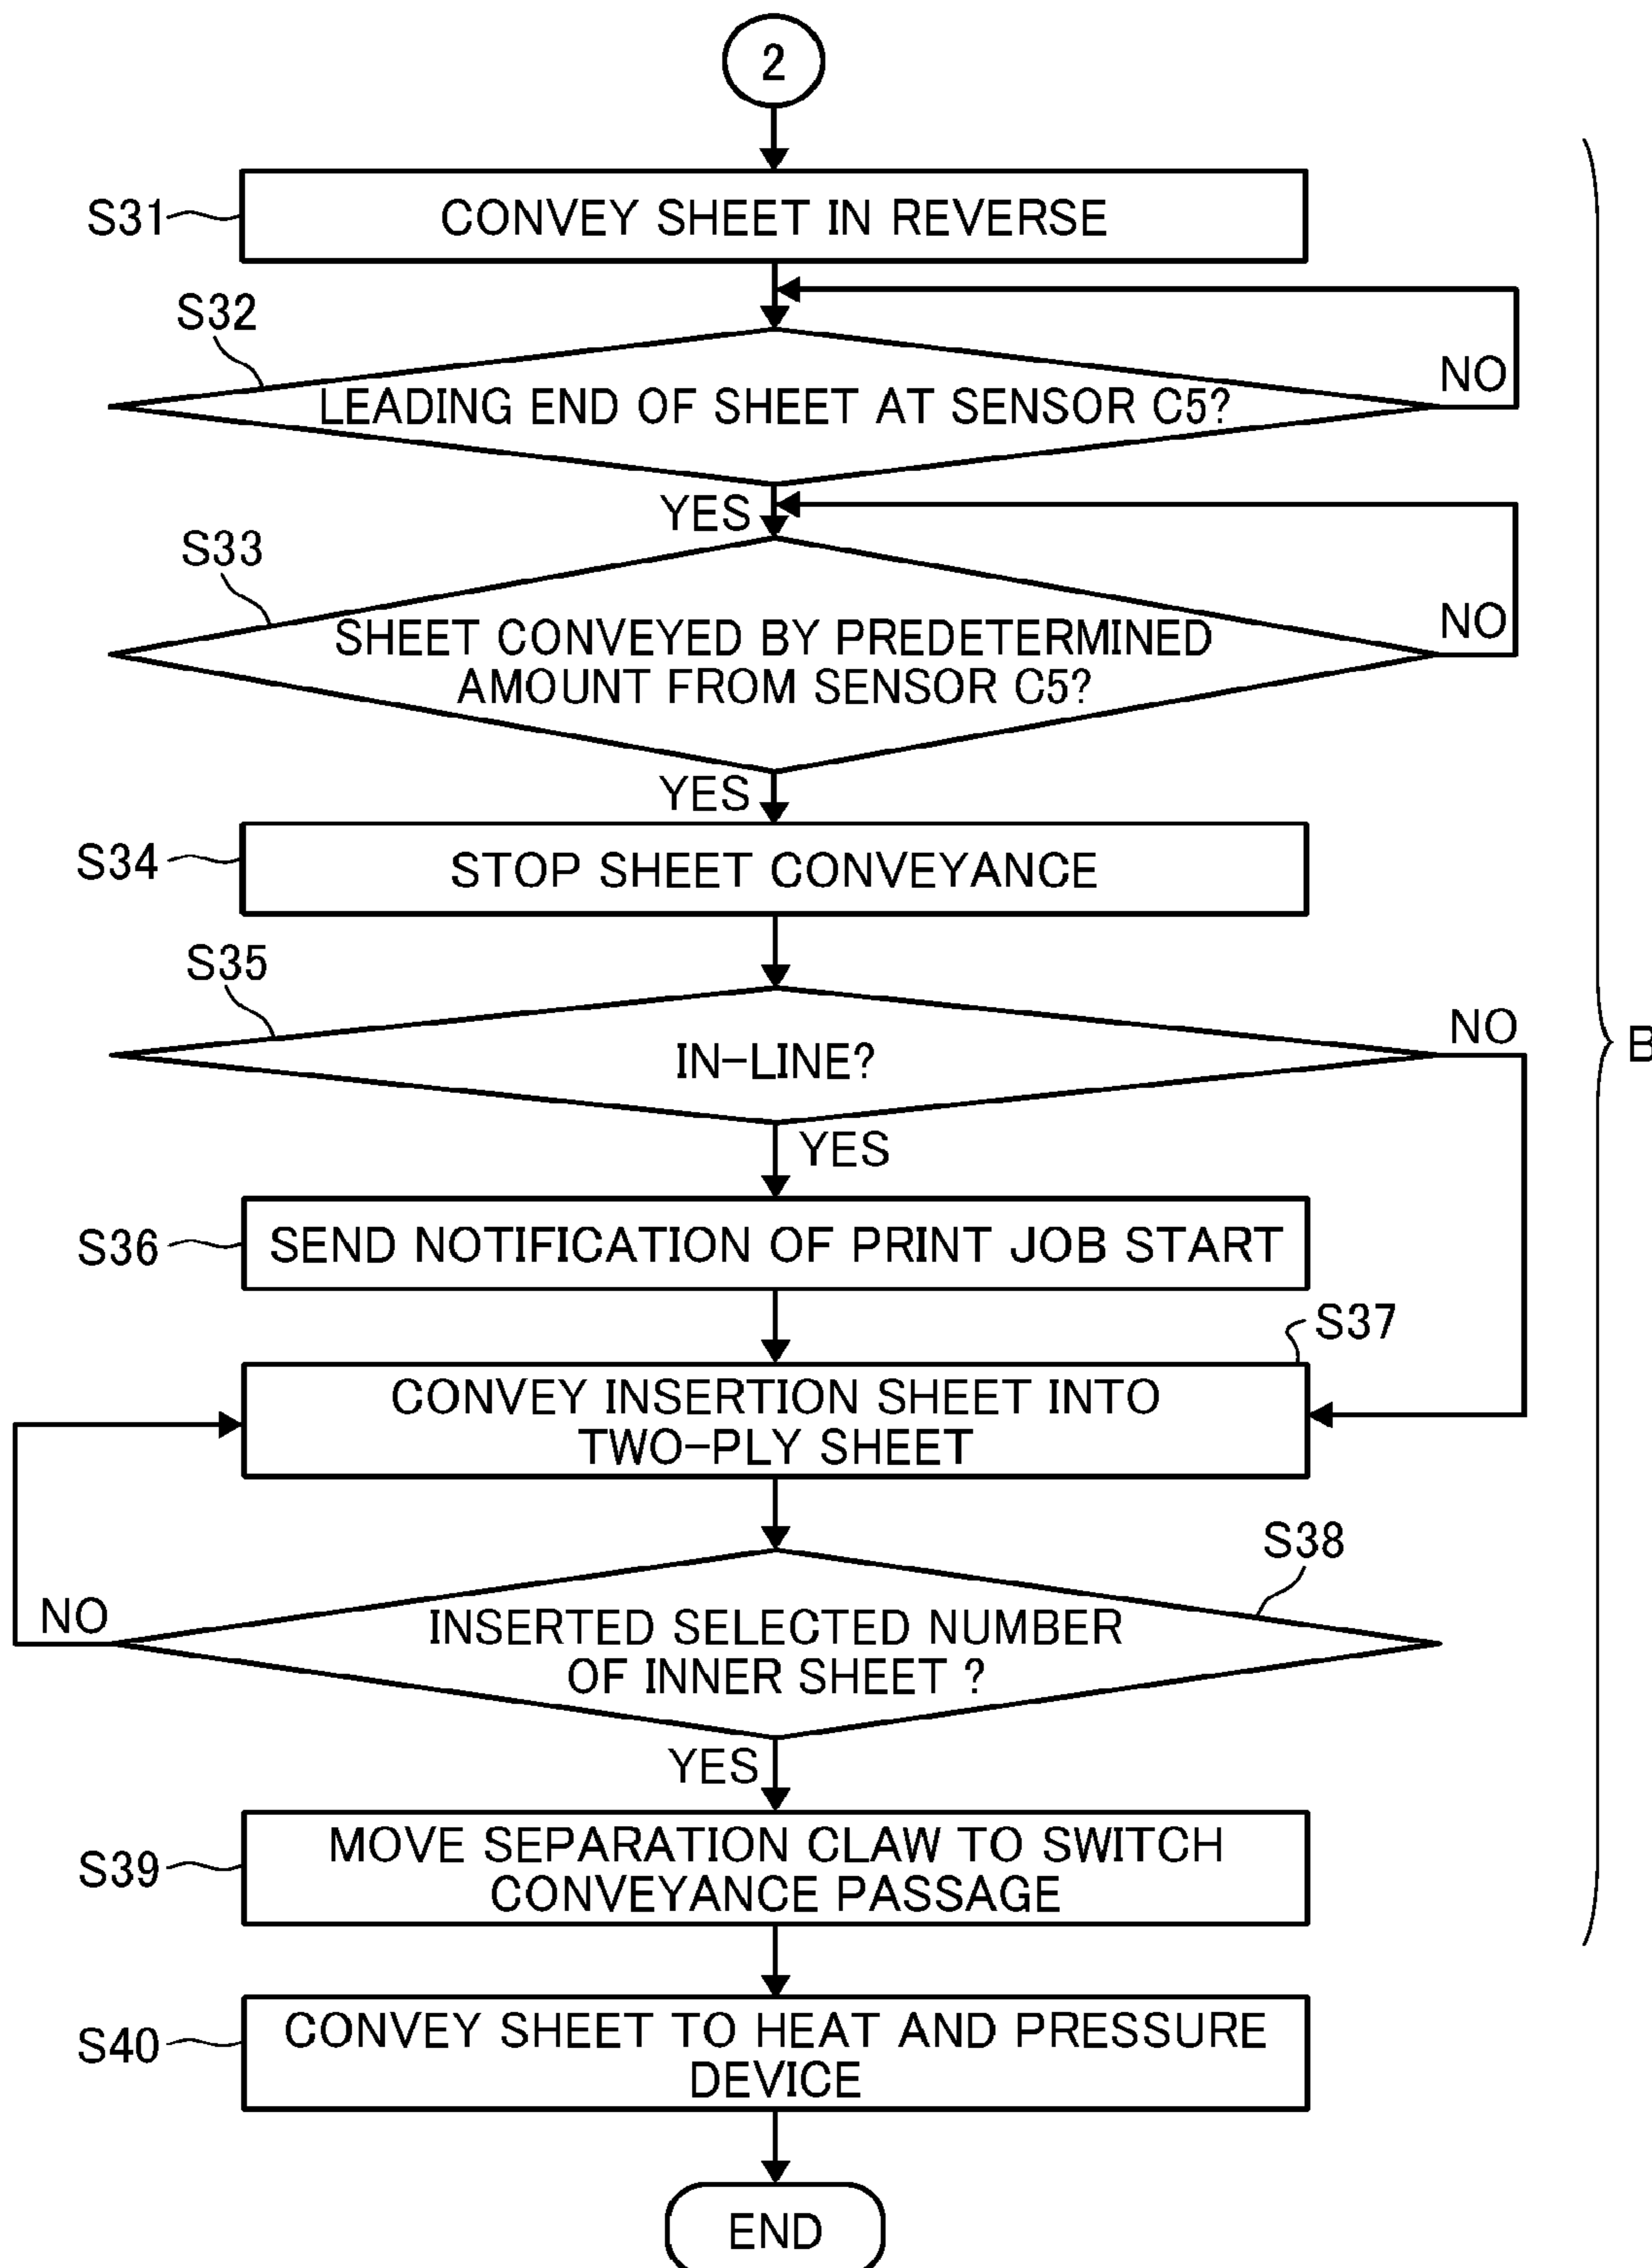 2
S31
CONVEY SHEET IN REVERSE
S32
NO
LEADING END OF SHEET AT SENSOR C5?
YES
S33
NO
SHEET CONVEYED BY PREDETERMINED
AMOUNT FROM SENSOR C5?
YES
S34
STOP SHEET CONVEYANCE
S35
NO
B
IN-LINE?
YES
S36
SEND NOTIFICATION OF PRINT JOB START
S37
CONVEY INSERTION SHEET INTO
TWO-PLY SHEET
S38
NO
INSERTED SELECTED NUMBER
OF INNER SHEET ?
YES
S39
MOVE SEPARATION CLAW TO SWITCH
CONVEYANCE PASSAGE
S40
CONVEY SHEET TO HEAT AND PRESSURE
DEVICE
END